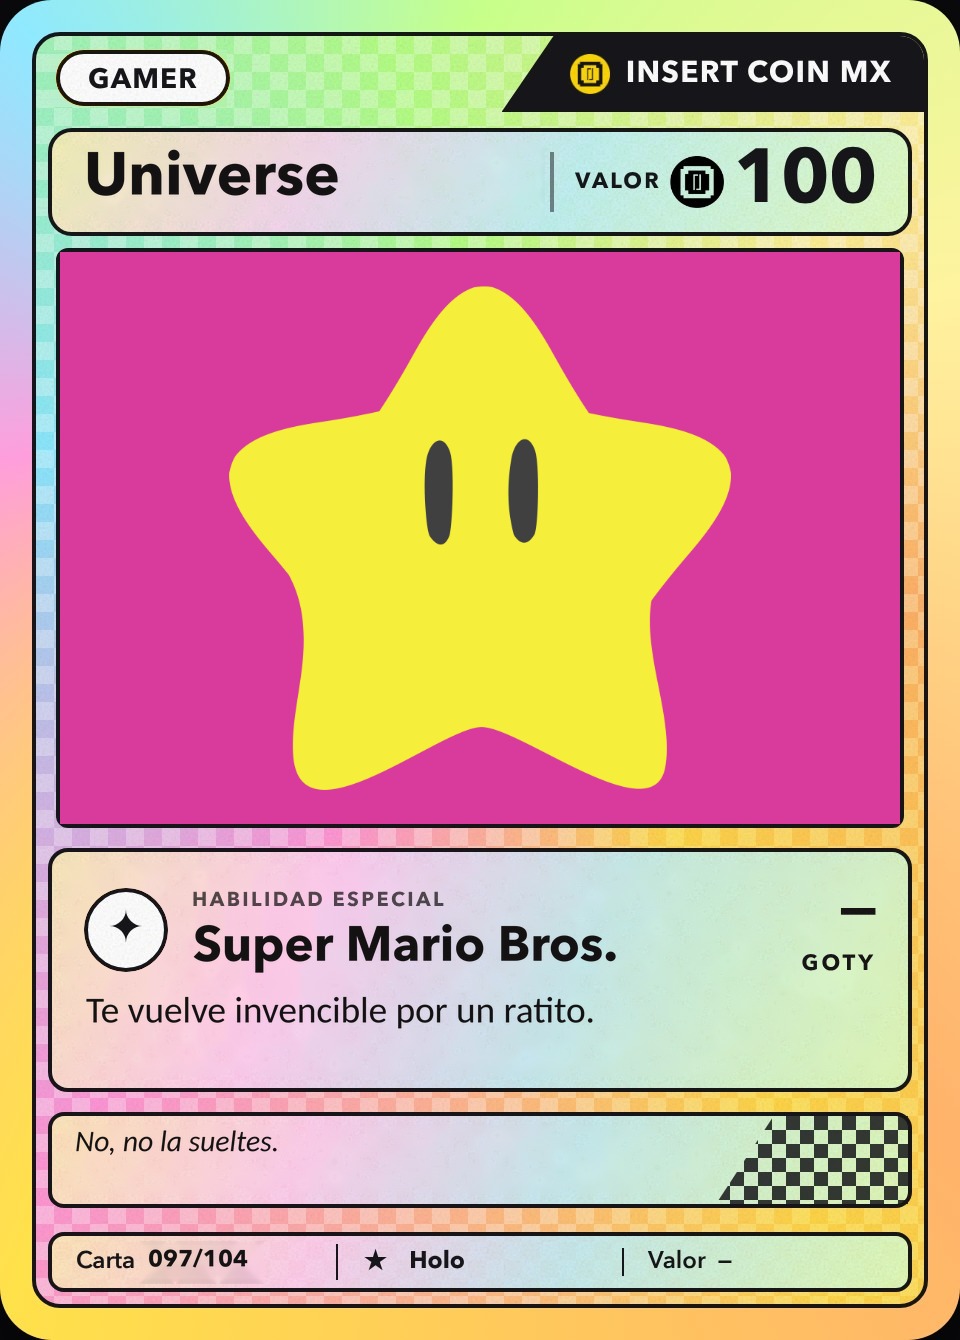 GAMER
INSERT COIN MX
Universe
VALOR 100
HABILIDAD ESPECIAL
Super Mario Bros.
–
GOTY
Te vuelve invencible por un ratito.
No, no la sueltes.
Carta 097/104 ★ Holo Valor –